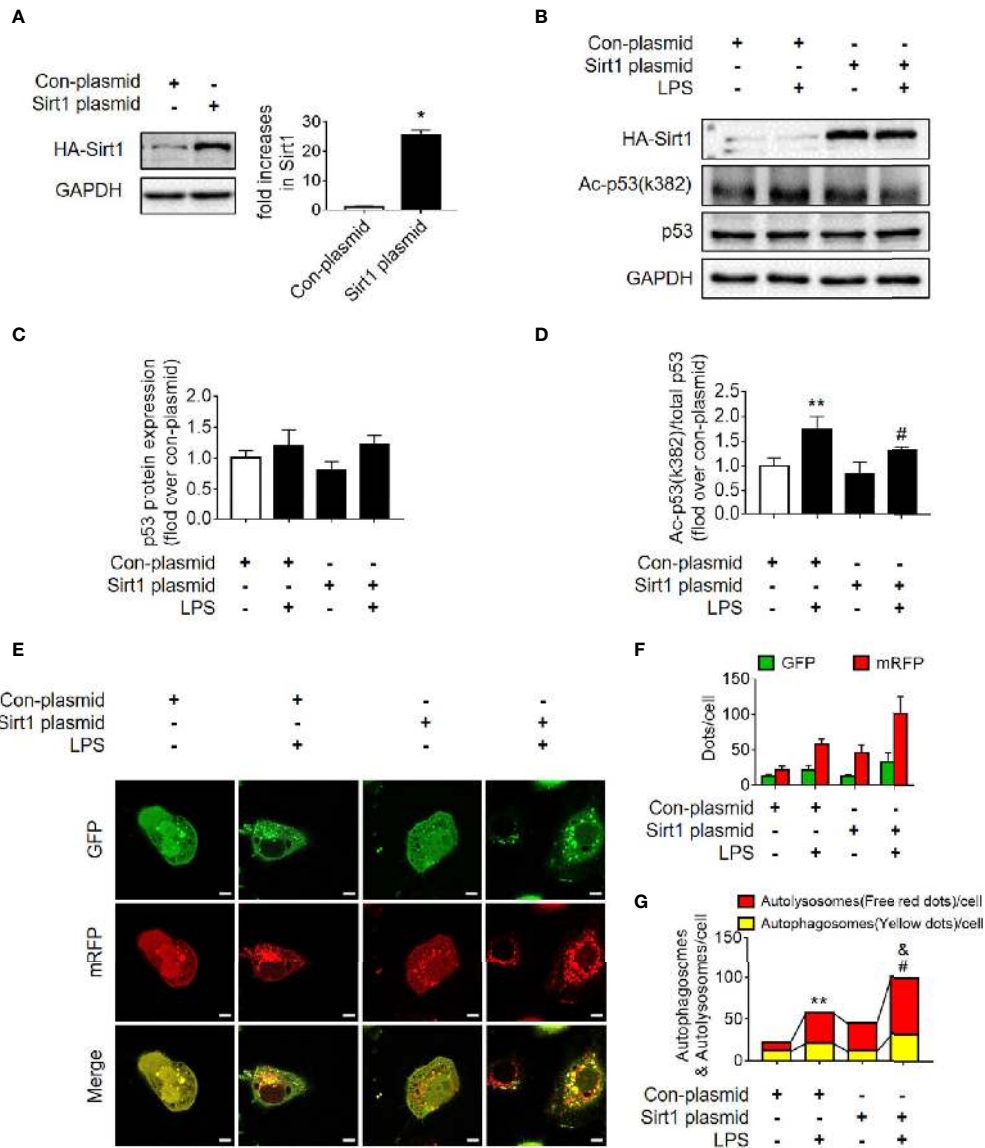 A
Con-plasmid + -
Sirt1 plasmid - +
HA-Sirt1
GAPDH
fold increases
in Sirt1
30
20
10
0
*
Con-plasmid
Sirt1 plasmid
B
Con-plasmid + + - -
Sirt1 plasmid - - + +
LPS - + - +
HA-Sirt1
Ac-p53(k382)
p53
GAPDH
C
p53 protein expression
(flod over con-plasmid)
2.0
1.5
1.0
0.5
0.0
Con-plasmid + + - -
Sirt1 plasmid - - + +
LPS - + - +
D
Ac-p53(k382)/total p53
(flod over con-plasmid)
2.5
2.0
1.5
1.0
0.5
0.0
**
#
Con-plasmid + + - -
Sirt1 plasmid - - + +
LPS - + - +
E
Con-plasmid + + - -
Sirt1 plasmid - - + +
LPS - + - +
GFP
mRFP
Merge
F
GFP mRFP
Dots/cell
150
100
50
0
Con-plasmid + + - -
Sirt1 plasmid - - + +
LPS - + - +
G
Autolysosomes(Free red dots)/cell
Autophagosomes(Yellow dots)/cell
Autophagosomes
& Autolysosomes/cell
150
100
50
0
**
&
#
Con-plasmid + + - -
Sirt1 plasmid - - + +
LPS - + - +